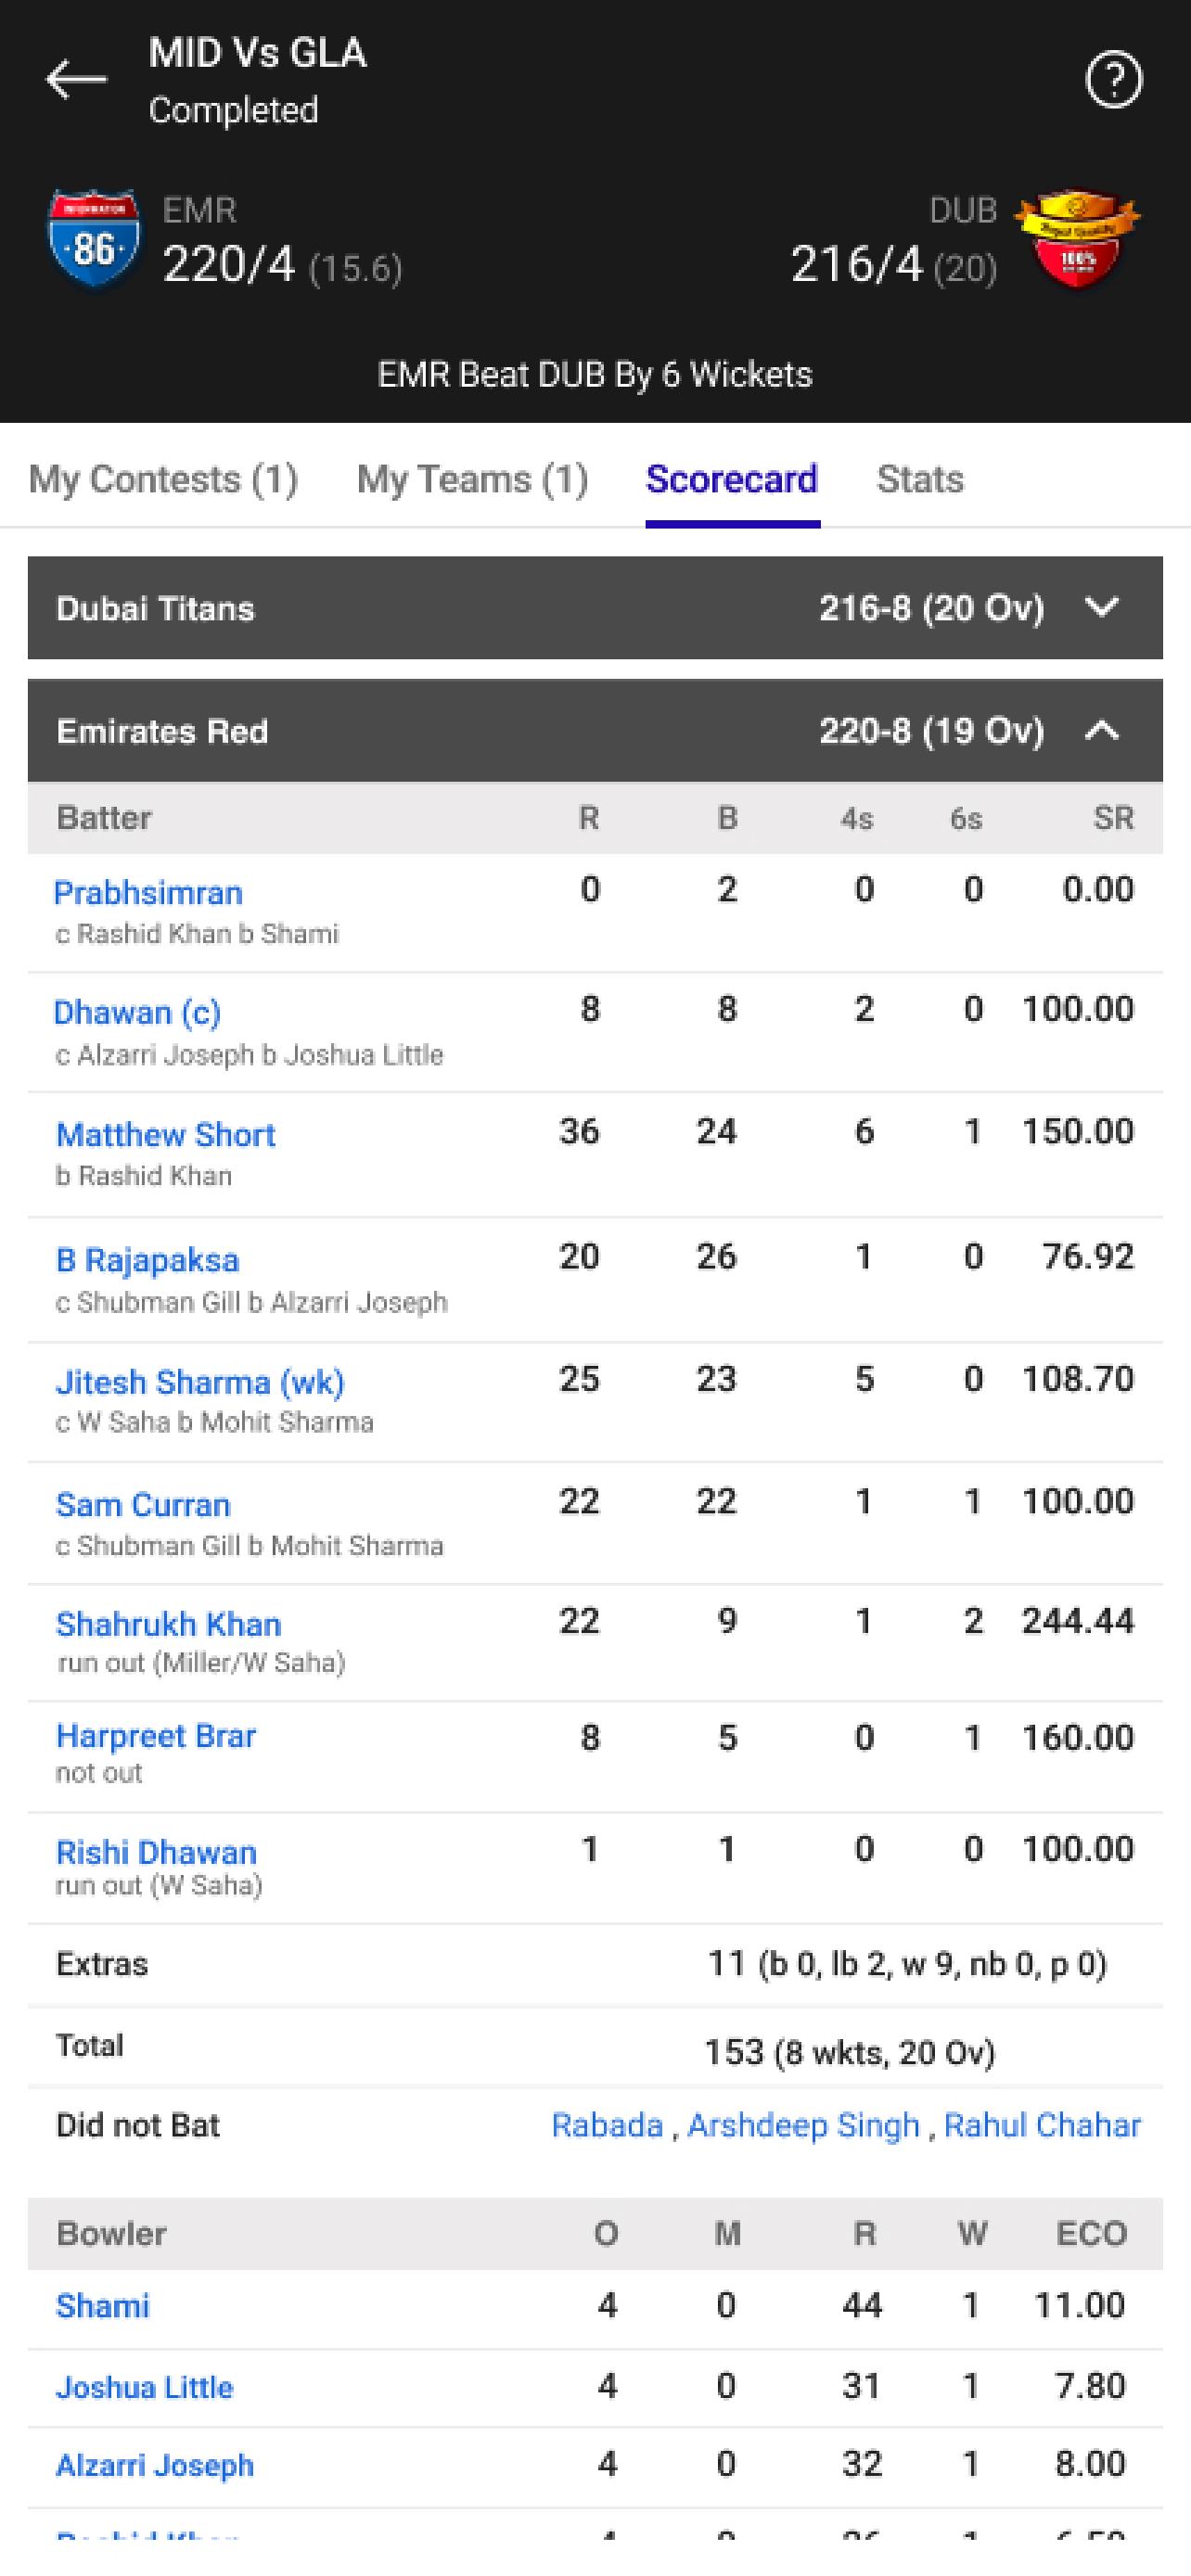 MID Vs GLA
Completed
INFORMATION
86
EMR
220/4 (15.6)
DUB
216/4 (20)
100%
EMR Beat DUB By 6 Wickets
My Contests (1) My Teams (1) Scorecard Stats
Dubai Titans 216-8 (20 Ov)
Emirates Red 220-8 (19 Ov)
Batter R B 4s 6s SR
Prabhsimran 0 2 0 0 0.00
c Rashid Khan b Shami
Dhawan (c) 8 8 2 0 100.00
c Alzarri Joseph b Joshua Little
Matthew Short 36 24 6 1 150.00
b Rashid Khan
B Rajapaksa 20 26 1 0 76.92
c Shubman Gill b Alzarri Joseph
Jitesh Sharma (wk) 25 23 5 0 108.70
c W Saha b Mohit Sharma
Sam Curran 22 22 1 1 100.00
c Shubman Gill b Mohit Sharma
Shahrukh Khan 22 9 1 2 244.44
run out (Miller/W Saha)
Harpreet Brar 8 5 0 1 160.00
not out
Rishi Dhawan 1 1 0 0 100.00
run out (W Saha)
Extras 11 (b 0, lb 2, w 9, nb 0, p 0)
Total 153 (8 wkts, 20 Ov)
Did not Bat Rabada , Arshdeep Singh , Rahul Chahar
Bowler O M R W ECO
Shami 4 0 44 1 11.00
Joshua Little 4 0 31 1 7.80
Alzarri Joseph 4 0 32 1 8.00